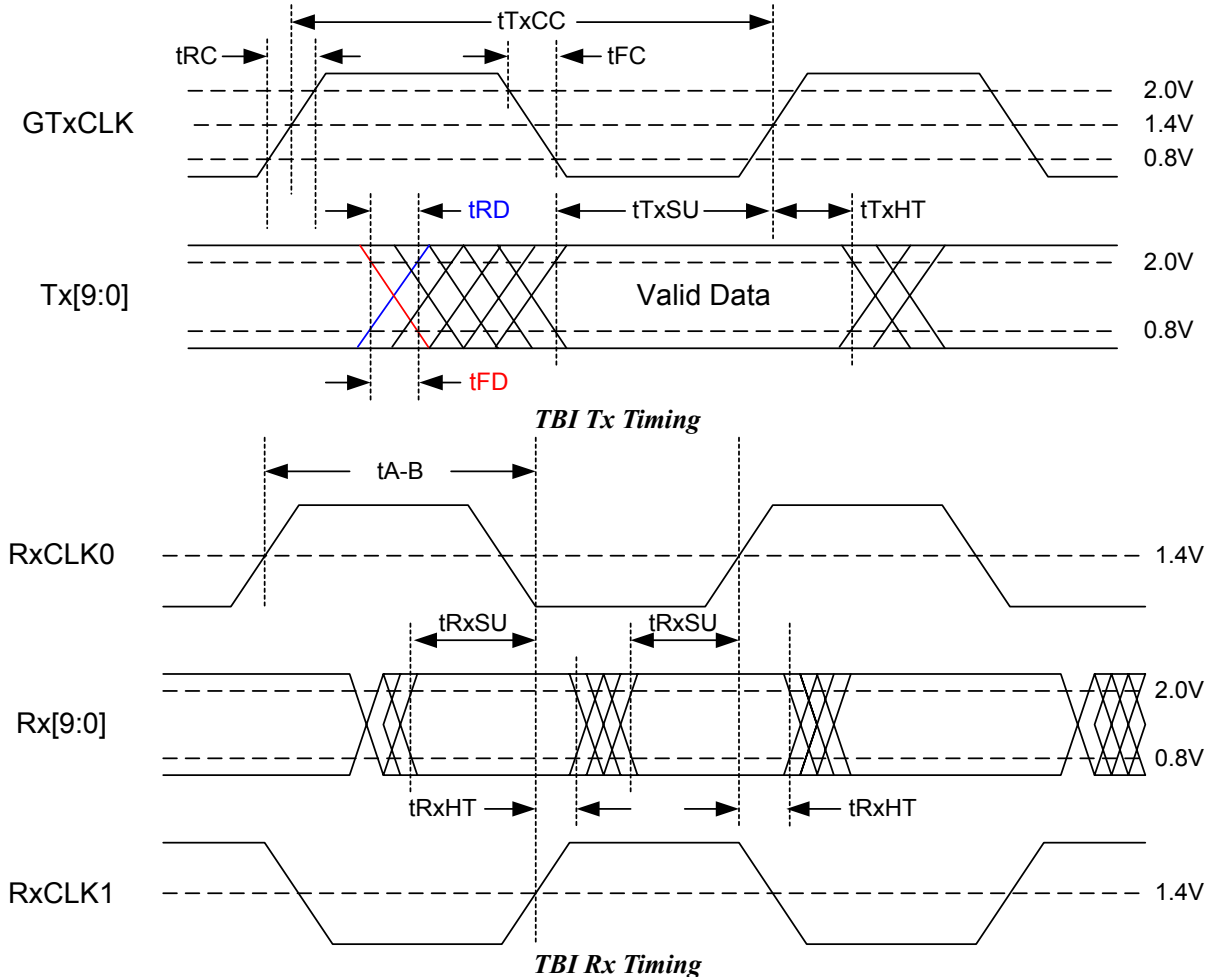 tTxCC
tRC
tFC
2.0V
GTxCLK
1.4V
0.8V
tRD
tTxSU
tTxHT
2.0V
Tx[9:0]
Valid Data
0.8V
tFD
TBI Tx Timing
tA-B
RxCLK0
1.4V
tRxSU
tRxSU
2.0V
Rx[9:0]
0.8V
tRxHT
tRxHT
RxCLK1
1.4V
TBI Rx Timing